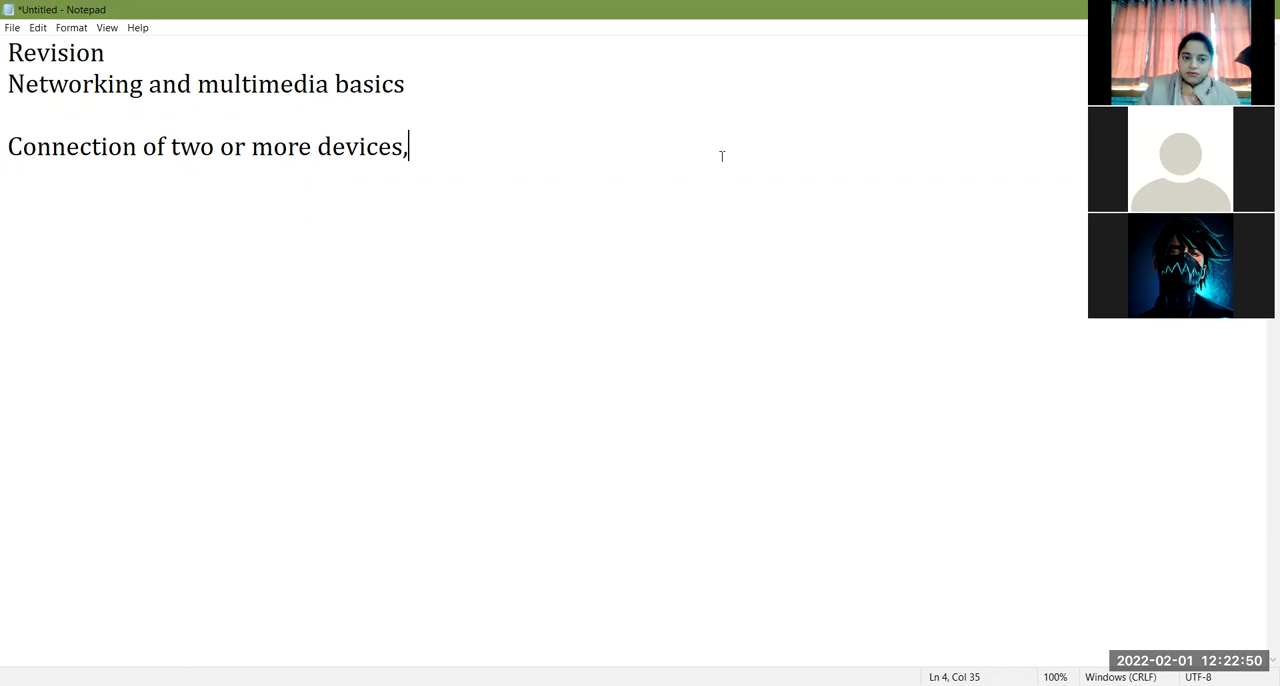 *Untitled - Notepad
File Edit Format View Help
Revision
Networking and multimedia basics
Connection of two or more devices,
2022-02-01 12:22:50
Ln 4, Col 35 100% Windows (CRLF) UTF-8